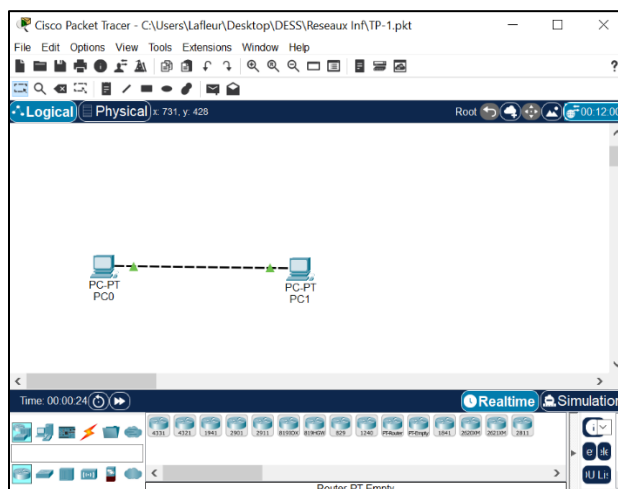 Cisco Packet Tracer - C:\Users\Lafleur\Desktop\DESS\Reseaux Inf\TP-1.pkt
File Edit Options View Tools Extensions Window Help
?
Logical Physical x: 731, y: 428 Root 00:12:00
PC-PT PC-PT
PC0 PC1
Time: 00:00:24 Realtime Simulation
4331 4321 1941 2901 2911 819IOX 819HGW 829 1240 PT-Router PT-Empty 1841 2620XM 2621XM 2811
Router-PT-Empty